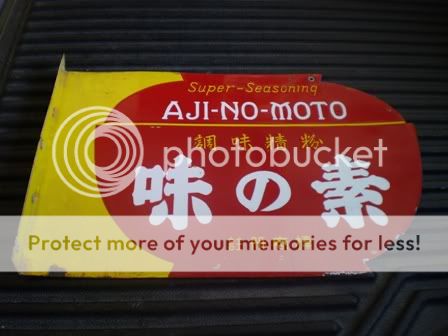 Super-Seasoning
AJI-NO-MOTO
調味精粉
photobucket
味の素
Protect more of your memories for less!